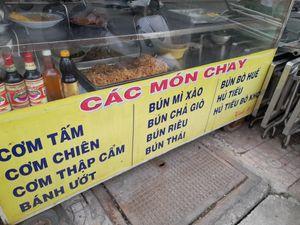 CÁC MÓN CHAY
CƠM TẤM
CƠM CHIÊN
CƠM THẬP CẨM
BÁNH ƯỚT
BÚN MÌ XÀO
BÚN CHẢ GIÒ
BÚN RIÊU
BÚN THÁI
BÚN BÒ HUẾ
HỦ TIẾU
HỦ TIẾU BÒ KHO